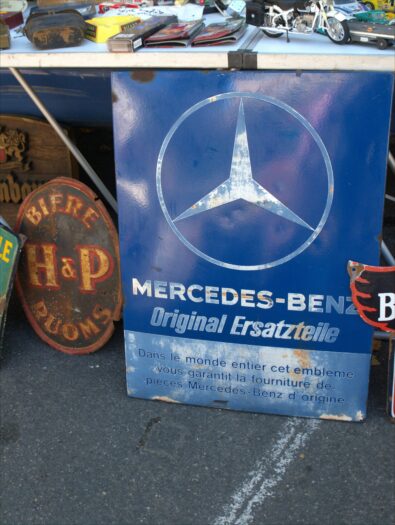 BIERE
H&P
RUOMS
MERCEDES-BENZ
Original Ersatzteile
Dans le monde entier cet emblème
vous garantit la fourniture de
pièces Mercedes-Benz d'origine